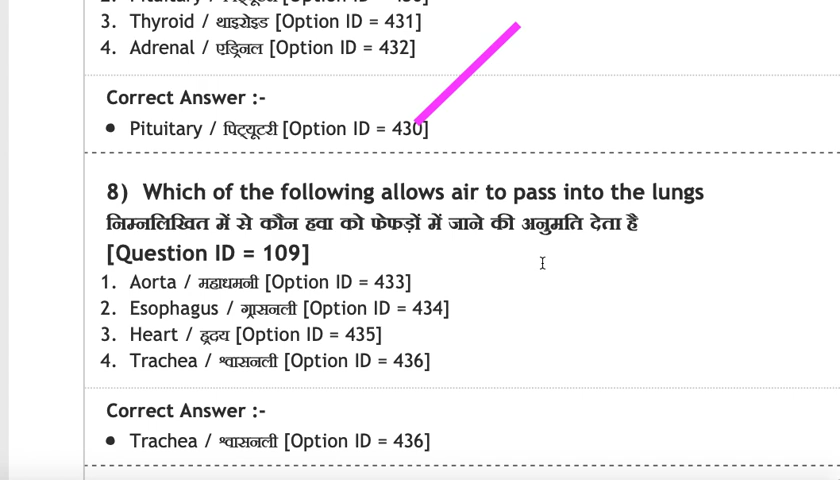 3. Thyroid / थाइरोइड [Option ID = 431]
4. Adrenal / एड्रिनल [Option ID = 432]
Correct Answer :-
• Pituitary / पिट्यूटरी [Option ID = 430]
8) Which of the following allows air to pass into the lungs
निम्नलिखित में से कौन हवा को फेफड़ों में जाने की अनुमति देता है
[Question ID = 109]
1. Aorta / महाधमनी [Option ID = 433]
2. Esophagus / ग्रासनली [Option ID = 434]
3. Heart / हृदय [Option ID = 435]
4. Trachea / श्वासनली [Option ID = 436]
Correct Answer :-
• Trachea / श्वासनली [Option ID = 436]